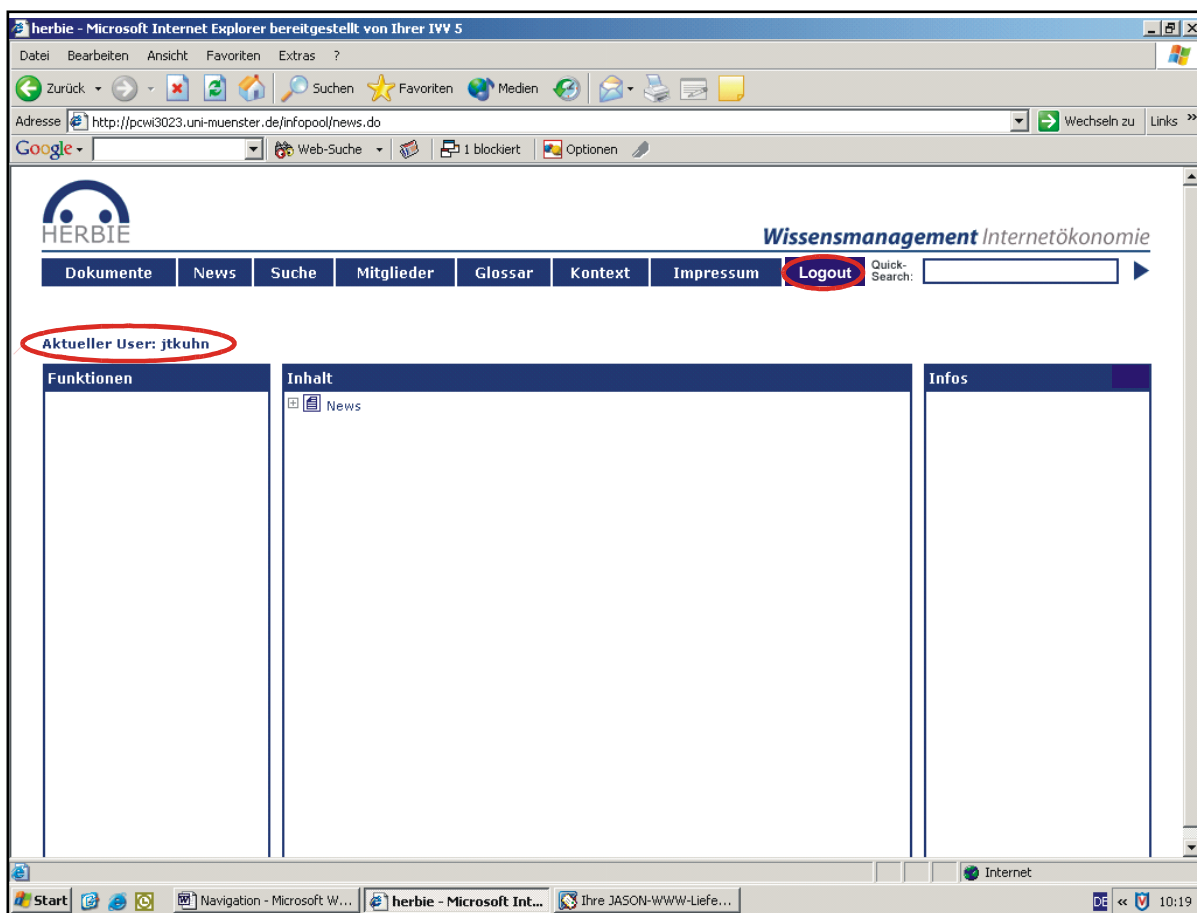 herbie - Microsoft Internet Explorer bereitgestellt von Ihrer IVV 5
Datei Bearbeiten Ansicht Favoriten Extras ?
Zurück Suchen Favoriten Medien
Adresse http://pcwi3023.uni-muenster.de/infopool/news.do Wechseln zu Links »
Google Web-Suche 1 blockiert Optionen
HERBIE
Wissensmanagement Internetökonomie
Dokumente News Suche Mitglieder Glossar Kontext Impressum Logout Quick-Search:
Aktueller User: jtkuhn
Funktionen Inhalt Infos
News
Internet
Start Navigation - Microsoft W... herbie - Microsoft Int... Ihre JASON-WWW-Liefe... DE « 10:19